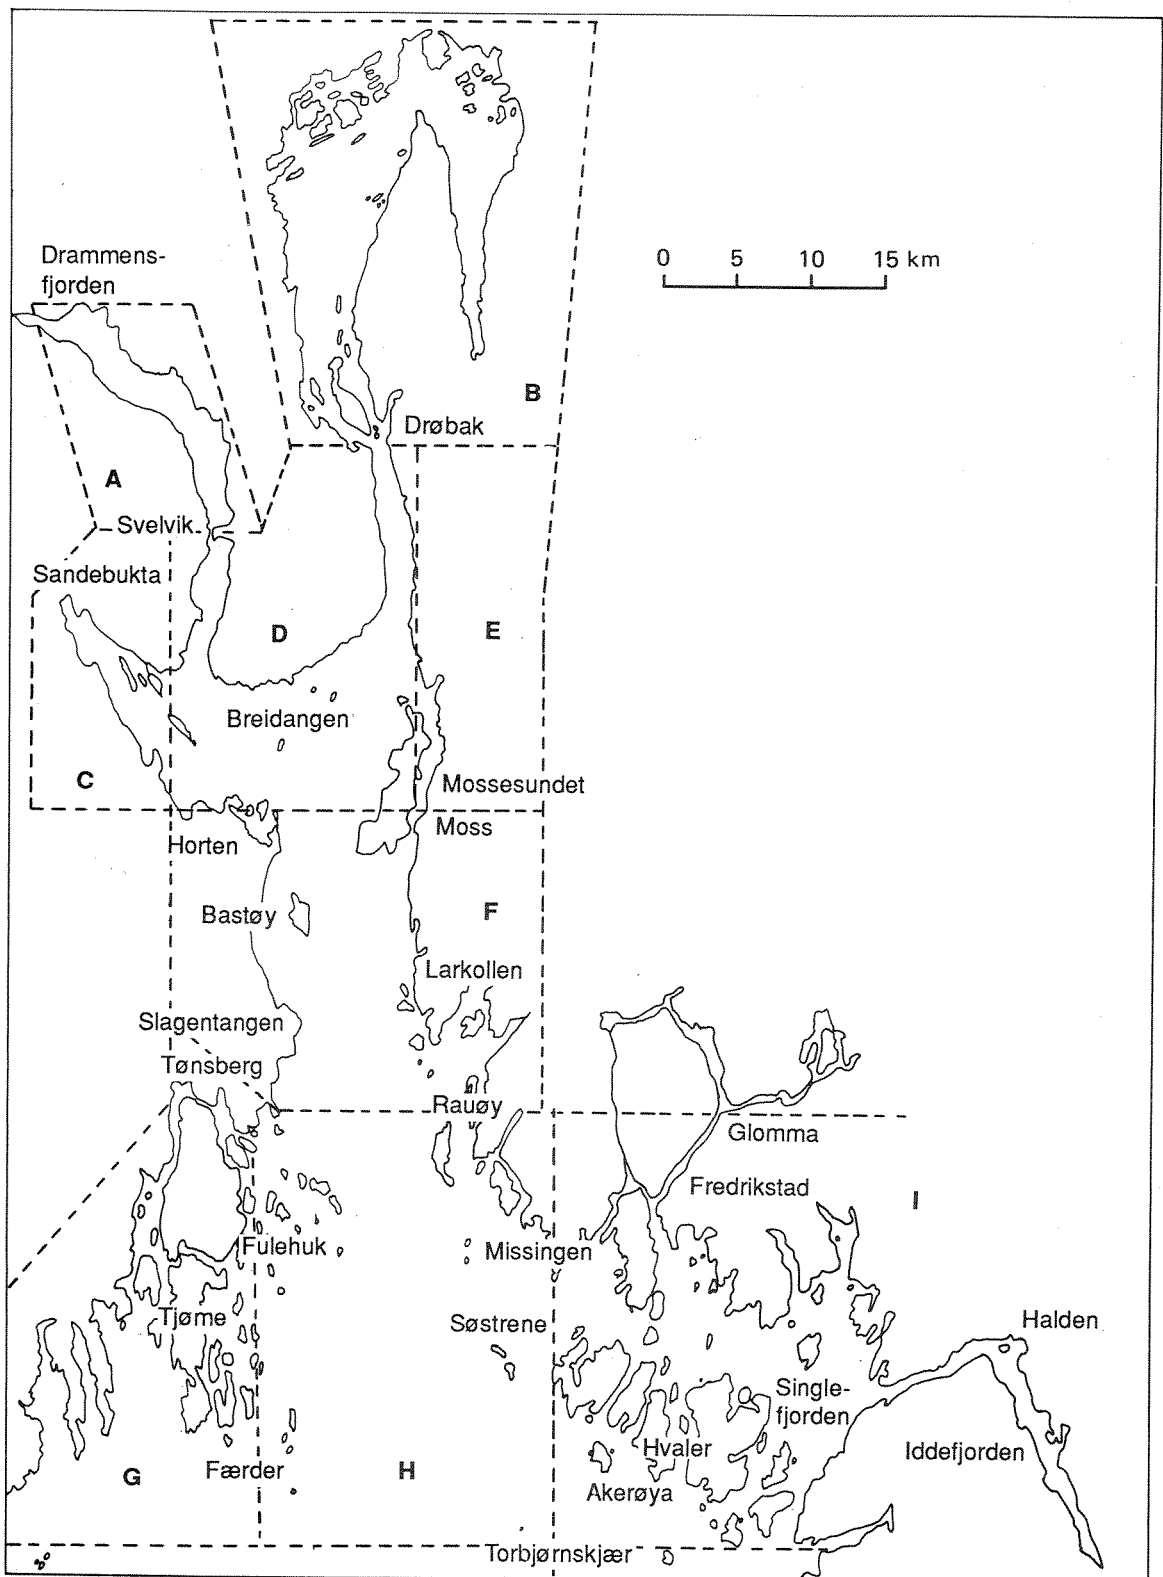 Drammens-
fjorden
0 5 10 15 km
B
Drøbak
A
Svelvik
Sandebukta
D
E
Breidangen
C
Mossesundet
Moss
Horten
F
Bastøy
Larkollen
Slagentangen
Tønsberg
Rauøy
Glomma
Fredrikstad
I
Fulehuk
Missingen
Tjøme
Søstrene
Halden
Single-
fjorden
Hvaler
Iddefjorden
G
Færder
H
Akerøya
Torbjørnskjær